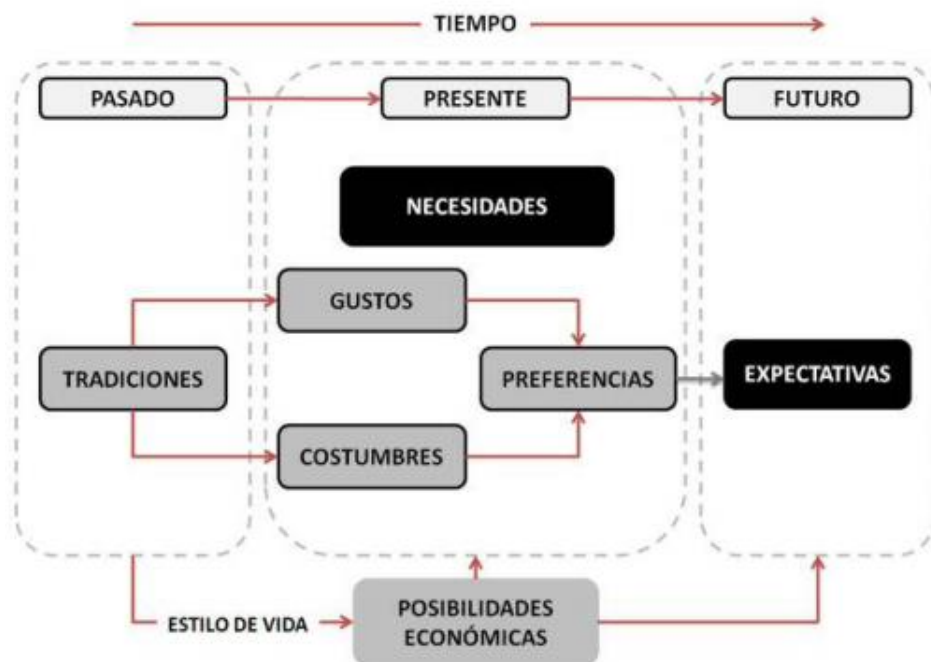 TIEMPO
PASADO
PRESENTE
FUTURO
NECESIDADES
GUSTOS
TRADICIONES
PREFERENCIAS
EXPECTATIVAS
COSTUMBRES
ESTILO DE VIDA
POSIBILIDADES
ECONÓMICAS